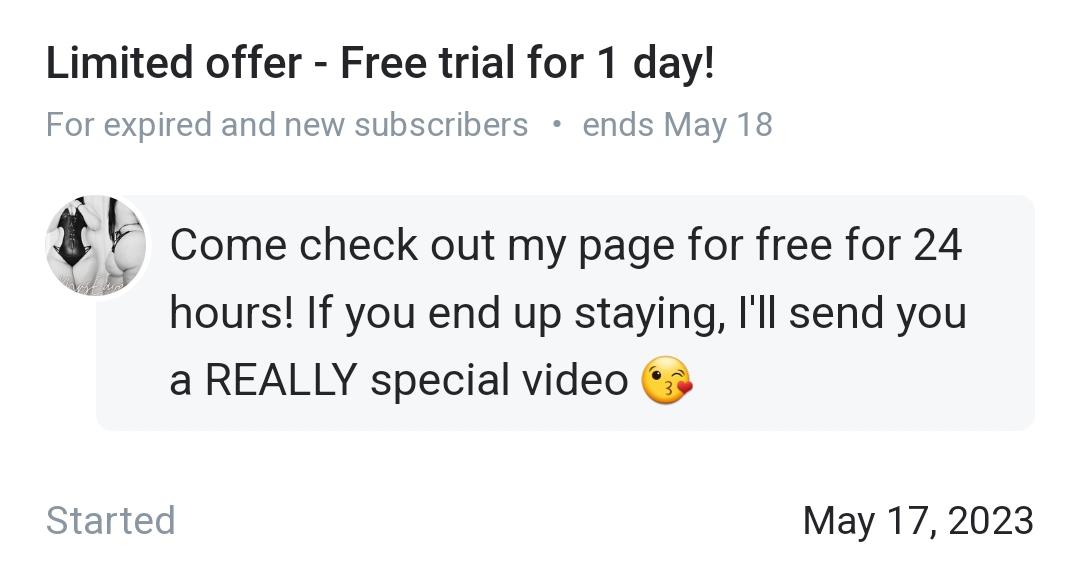 Limited offer - Free trial for 1 day!
For expired and new subscribers • ends May 18
Come check out my page for free for 24
hours! If you end up staying, I'll send you
a REALLY special video 😘
Started
May 17, 2023